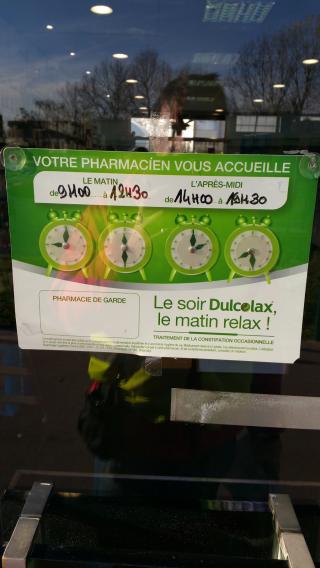 VOTRE PHARMACIEN VOUS ACCUEILLE
LE MATIN
de 9H00 à 12H30
L'APRÈS-MIDI
de 14H00 à 18H30
PHARMACIE DE GARDE
Le soir Dulcolax,
le matin relax !
TRAITEMENT DE LA CONSTIPATION OCCASIONNELLE